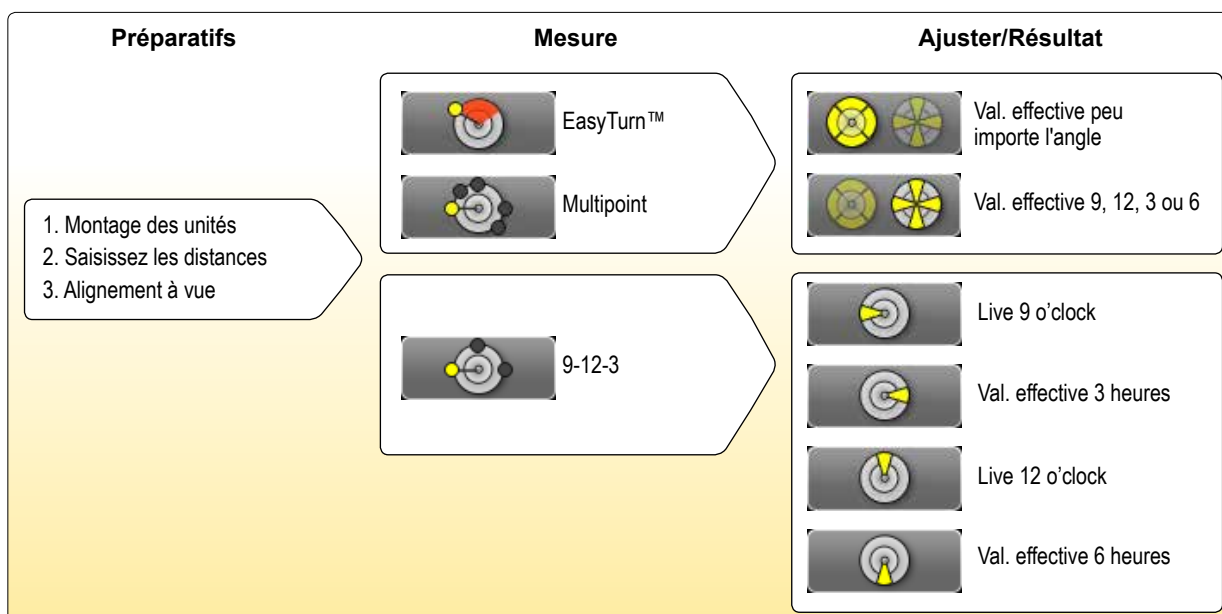 Préparatifs
Mesure
Ajuster/Résultat
1. Montage des unités
2. Saisissez les distances
3. Alignement à vue
EasyTurn™
Multipoint
9-12-3
Val. effective peu
importe l'angle
Val. effective 9, 12, 3 ou 6
Live 9 o’clock
Val. effective 3 heures
Live 12 o’clock
Val. effective 6 heures